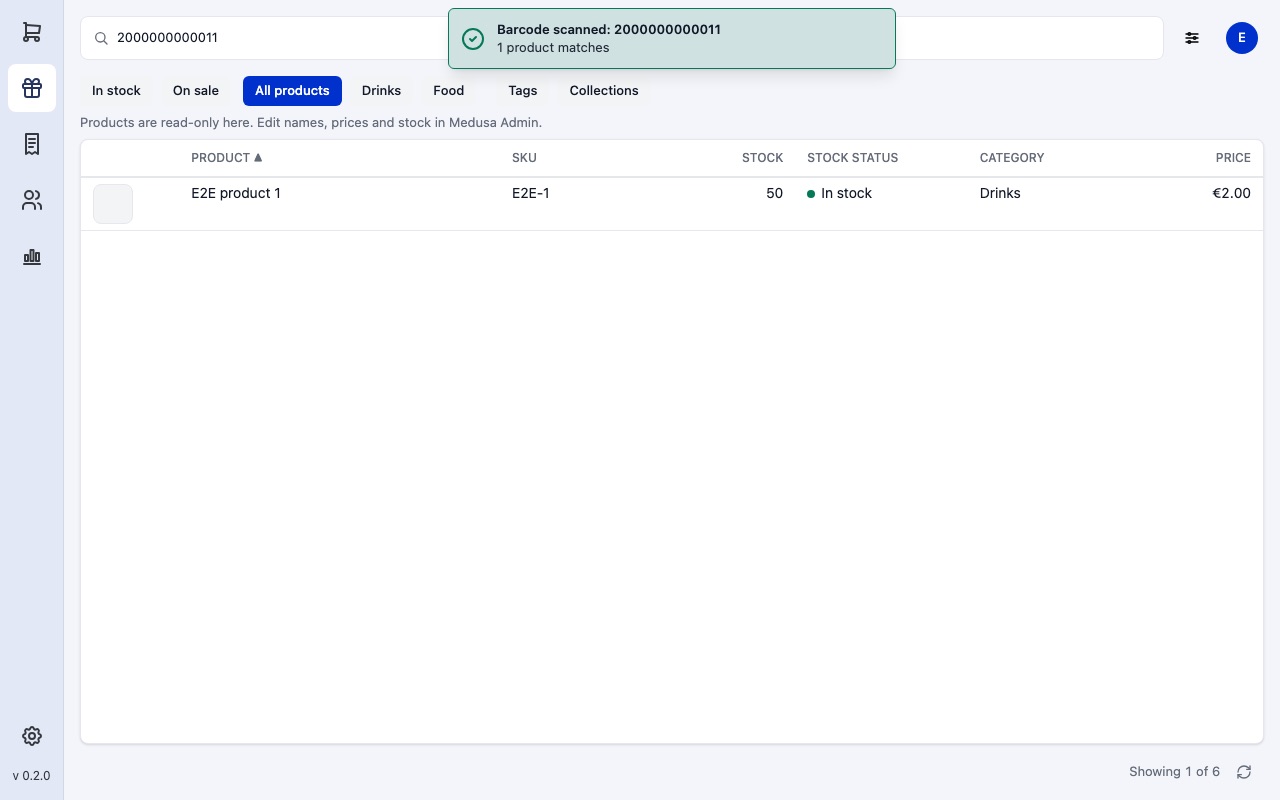 2000000000011
Barcode scanned: 2000000000011
1 product matches
E
In stock
On sale
All products
Drinks
Food
Tags
Collections
Products are read-only here. Edit names, prices and stock in Medusa Admin.
PRODUCT ▲ SKU STOCK STOCK STATUS CATEGORY PRICE
E2E product 1 E2E-1 50 In stock Drinks €2.00
v 0.2.0
Showing 1 of 6